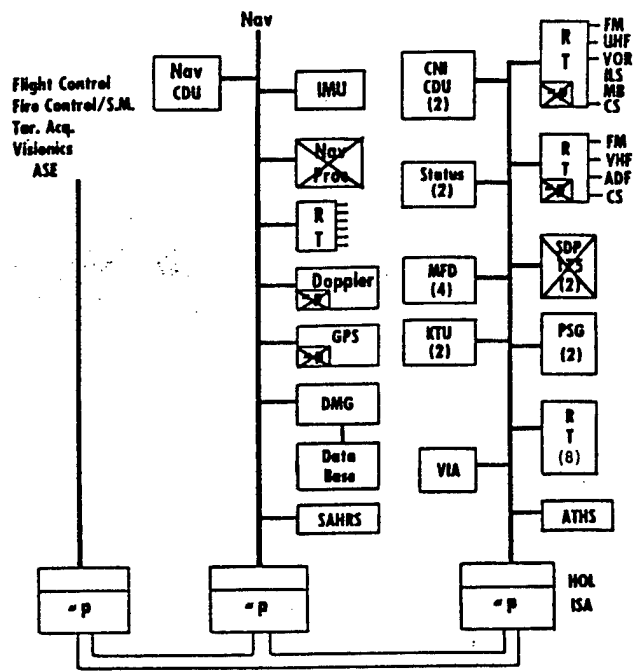 Nav
Flight Control
Fire Control/S.M.
Tar. Acq.
Visionics
ASE
Nav
CDU
IMU
Nav
Proc
R
T
Doppler
GPS
DMG
Data
Base
SAHRS
CNI
CDU
(2)
Status
(2)
MFD
(4)
KTU
(2)
VIA
R
T
FM
UHF
VOR
ILS
MB
CS
R
T
FM
VHF
ADF
CS
SDP
(2)
PSG
(2)
R
T
(8)
ATHS
P
P
P
HOL
ISA